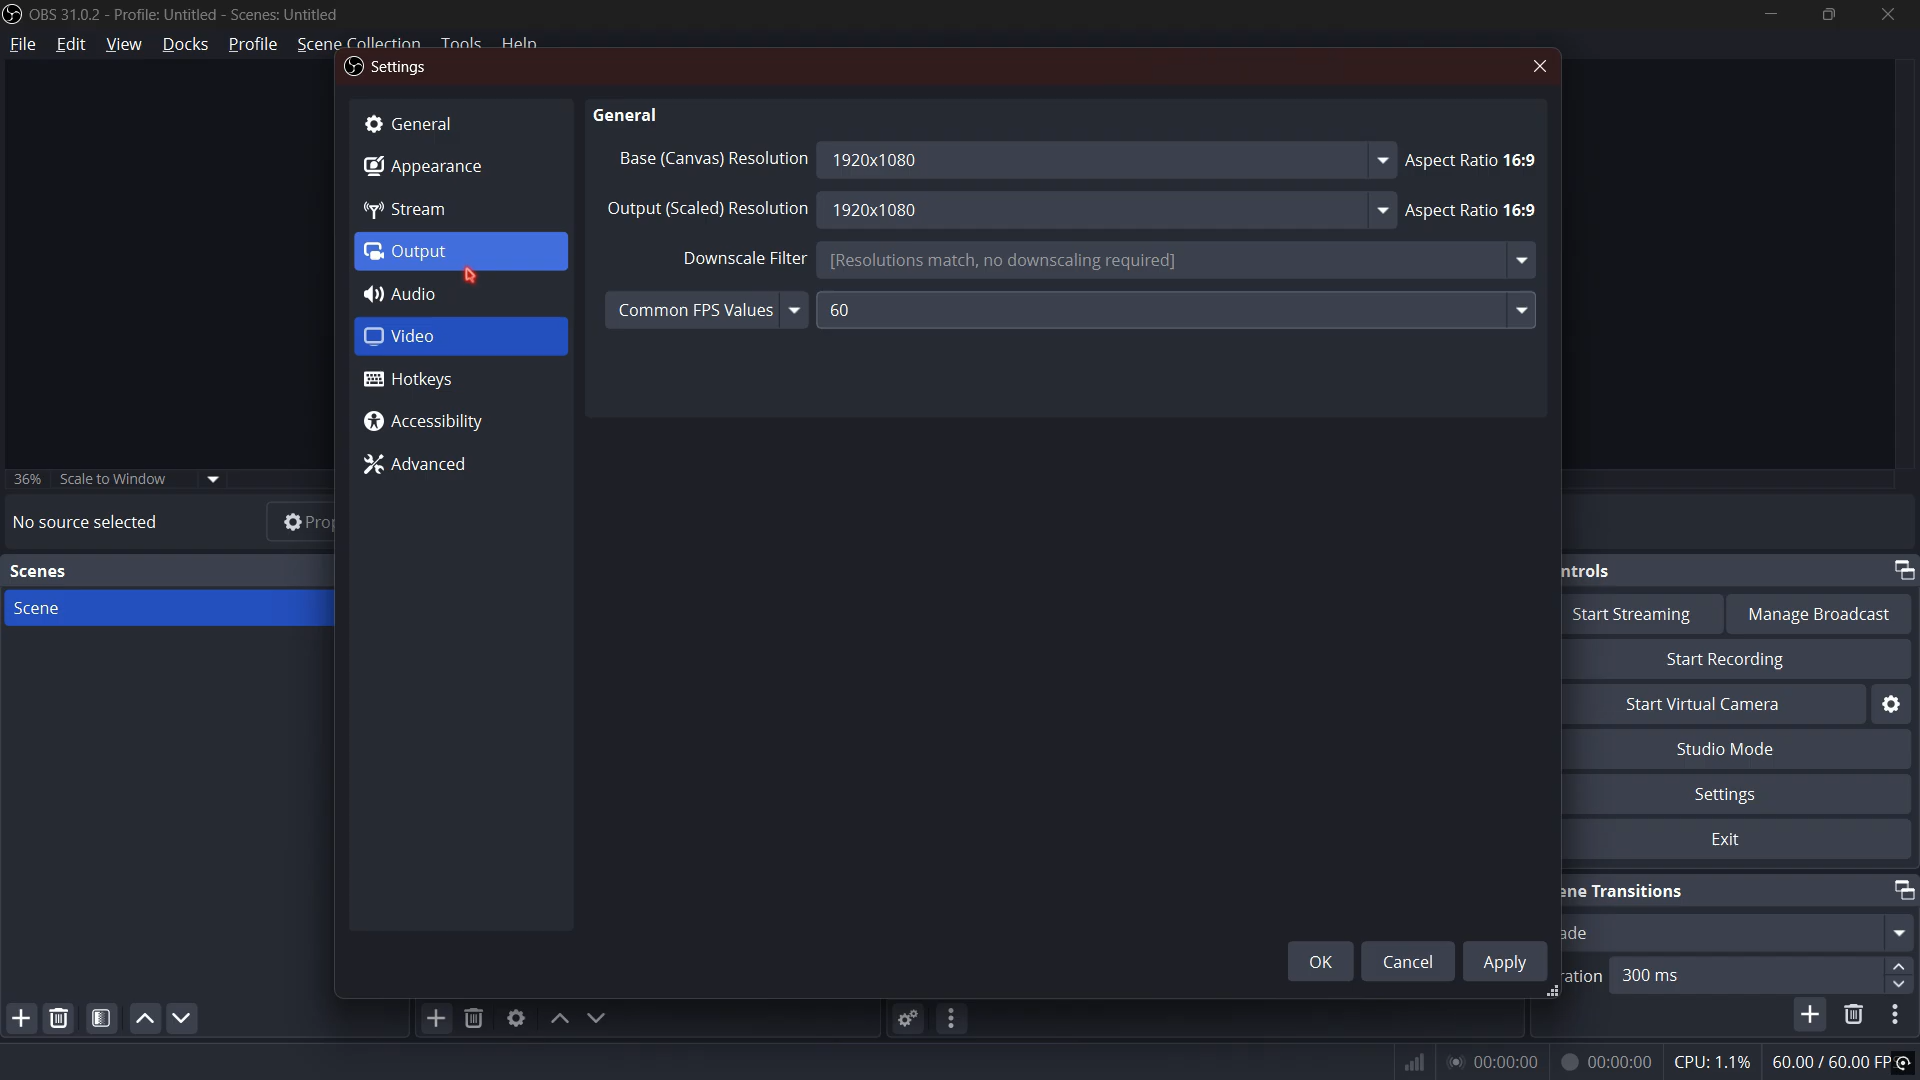 OBS 31.0.2 - Profile: Untitled - Scenes: Untitled
File Edit View Docks Profile Scene Collection Tools Help
Settings
General
Appearance
Stream
Output
Audio
Video
Hotkeys
Accessibility
Advanced
General
Base (Canvas) Resolution 1920x1080 Aspect Ratio 16:9
Output (Scaled) Resolution 1920x1080 Aspect Ratio 16:9
Downscale Filter [Resolutions match, no downscaling required]
Common FPS Values 60
OK Cancel Apply
36% Scale to Window
No source selected
Prop
Scenes
Scene
ntrols
Start Streaming Manage Broadcast
Start Recording
Start Virtual Camera
Studio Mode
Settings
Exit
ene Transitions
ade
ration 300 ms
00:00:00 00:00:00 CPU: 1.1% 60.00 / 60.00 FP